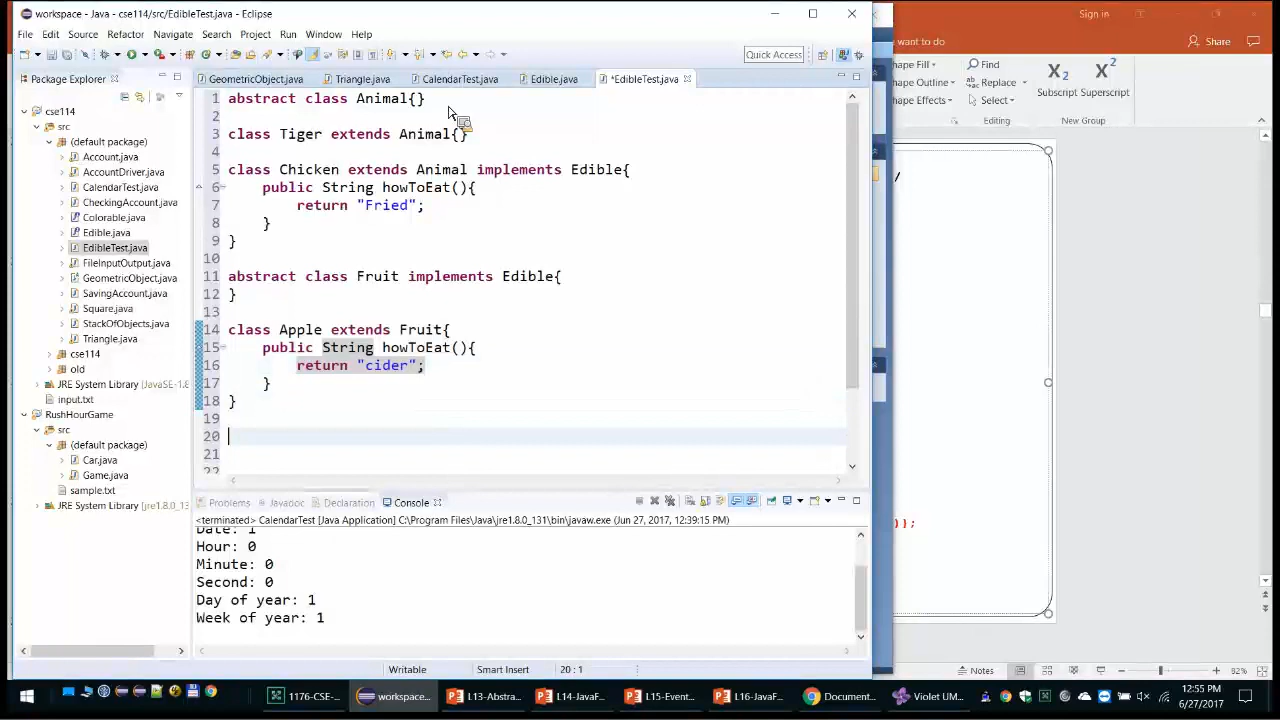 workspace - Java - cse114/src/EdibleTest.java - Eclipse
Sign in
File Edit Source Refactor Navigate Search Project Run Window Help
want to do
Share
Quick Access
hape Fill
hape Outline
hape Effects
Find
Replace
Select
Editing
Subscript Superscript
New Group
Package Explorer
cse114
src
(default package)
Account.java
AccountDriver.java
CalendarTest.java
CheckingAccount.java
Colorable.java
Edible.java
EdibleTest.java
FileInputOutput.java
GeometricObject.java
SavingAccount.java
Square.java
StackOfObjects.java
Triangle.java
cse114
old
JRE System Library [JavaSE-1.8
input.txt
RushHourGame
src
(default package)
Car.java
Game.java
sample.txt
JRE System Library [jre1.8.0_13
GeometricObject.java Triangle.java CalendarTest.java Edible.java *EdibleTest.java
1 abstract class Animal{}
2
3 class Tiger extends Animal{}
4
5 class Chicken extends Animal implements Edible{
6 public String howToEat(){
7 return "Fried";
8 }
9 }
10
11 abstract class Fruit implements Edible{
12 }
13
14 class Apple extends Fruit{
15 public String howToEat(){
16 return "cider";
17 }
18 }
19
20
21
22
/
));
Problems Javadoc Declaration Console
<terminated> CalendarTest [Java Application] C:\Program Files\Java\jre1.8.0_131\bin\javaw.exe (Jun 27, 2017, 12:39:15 PM)
Date: 1
Hour: 0
Minute: 0
Second: 0
Day of year: 1
Week of year: 1
Writable Smart Insert 20 : 1
Notes
82%
1176-CSE-...
workspace...
L13-Abstra...
L14-JavaF...
L15-Event...
L16-JavaF...
Document...
Violet UM...
12:55 PM
6/27/2017